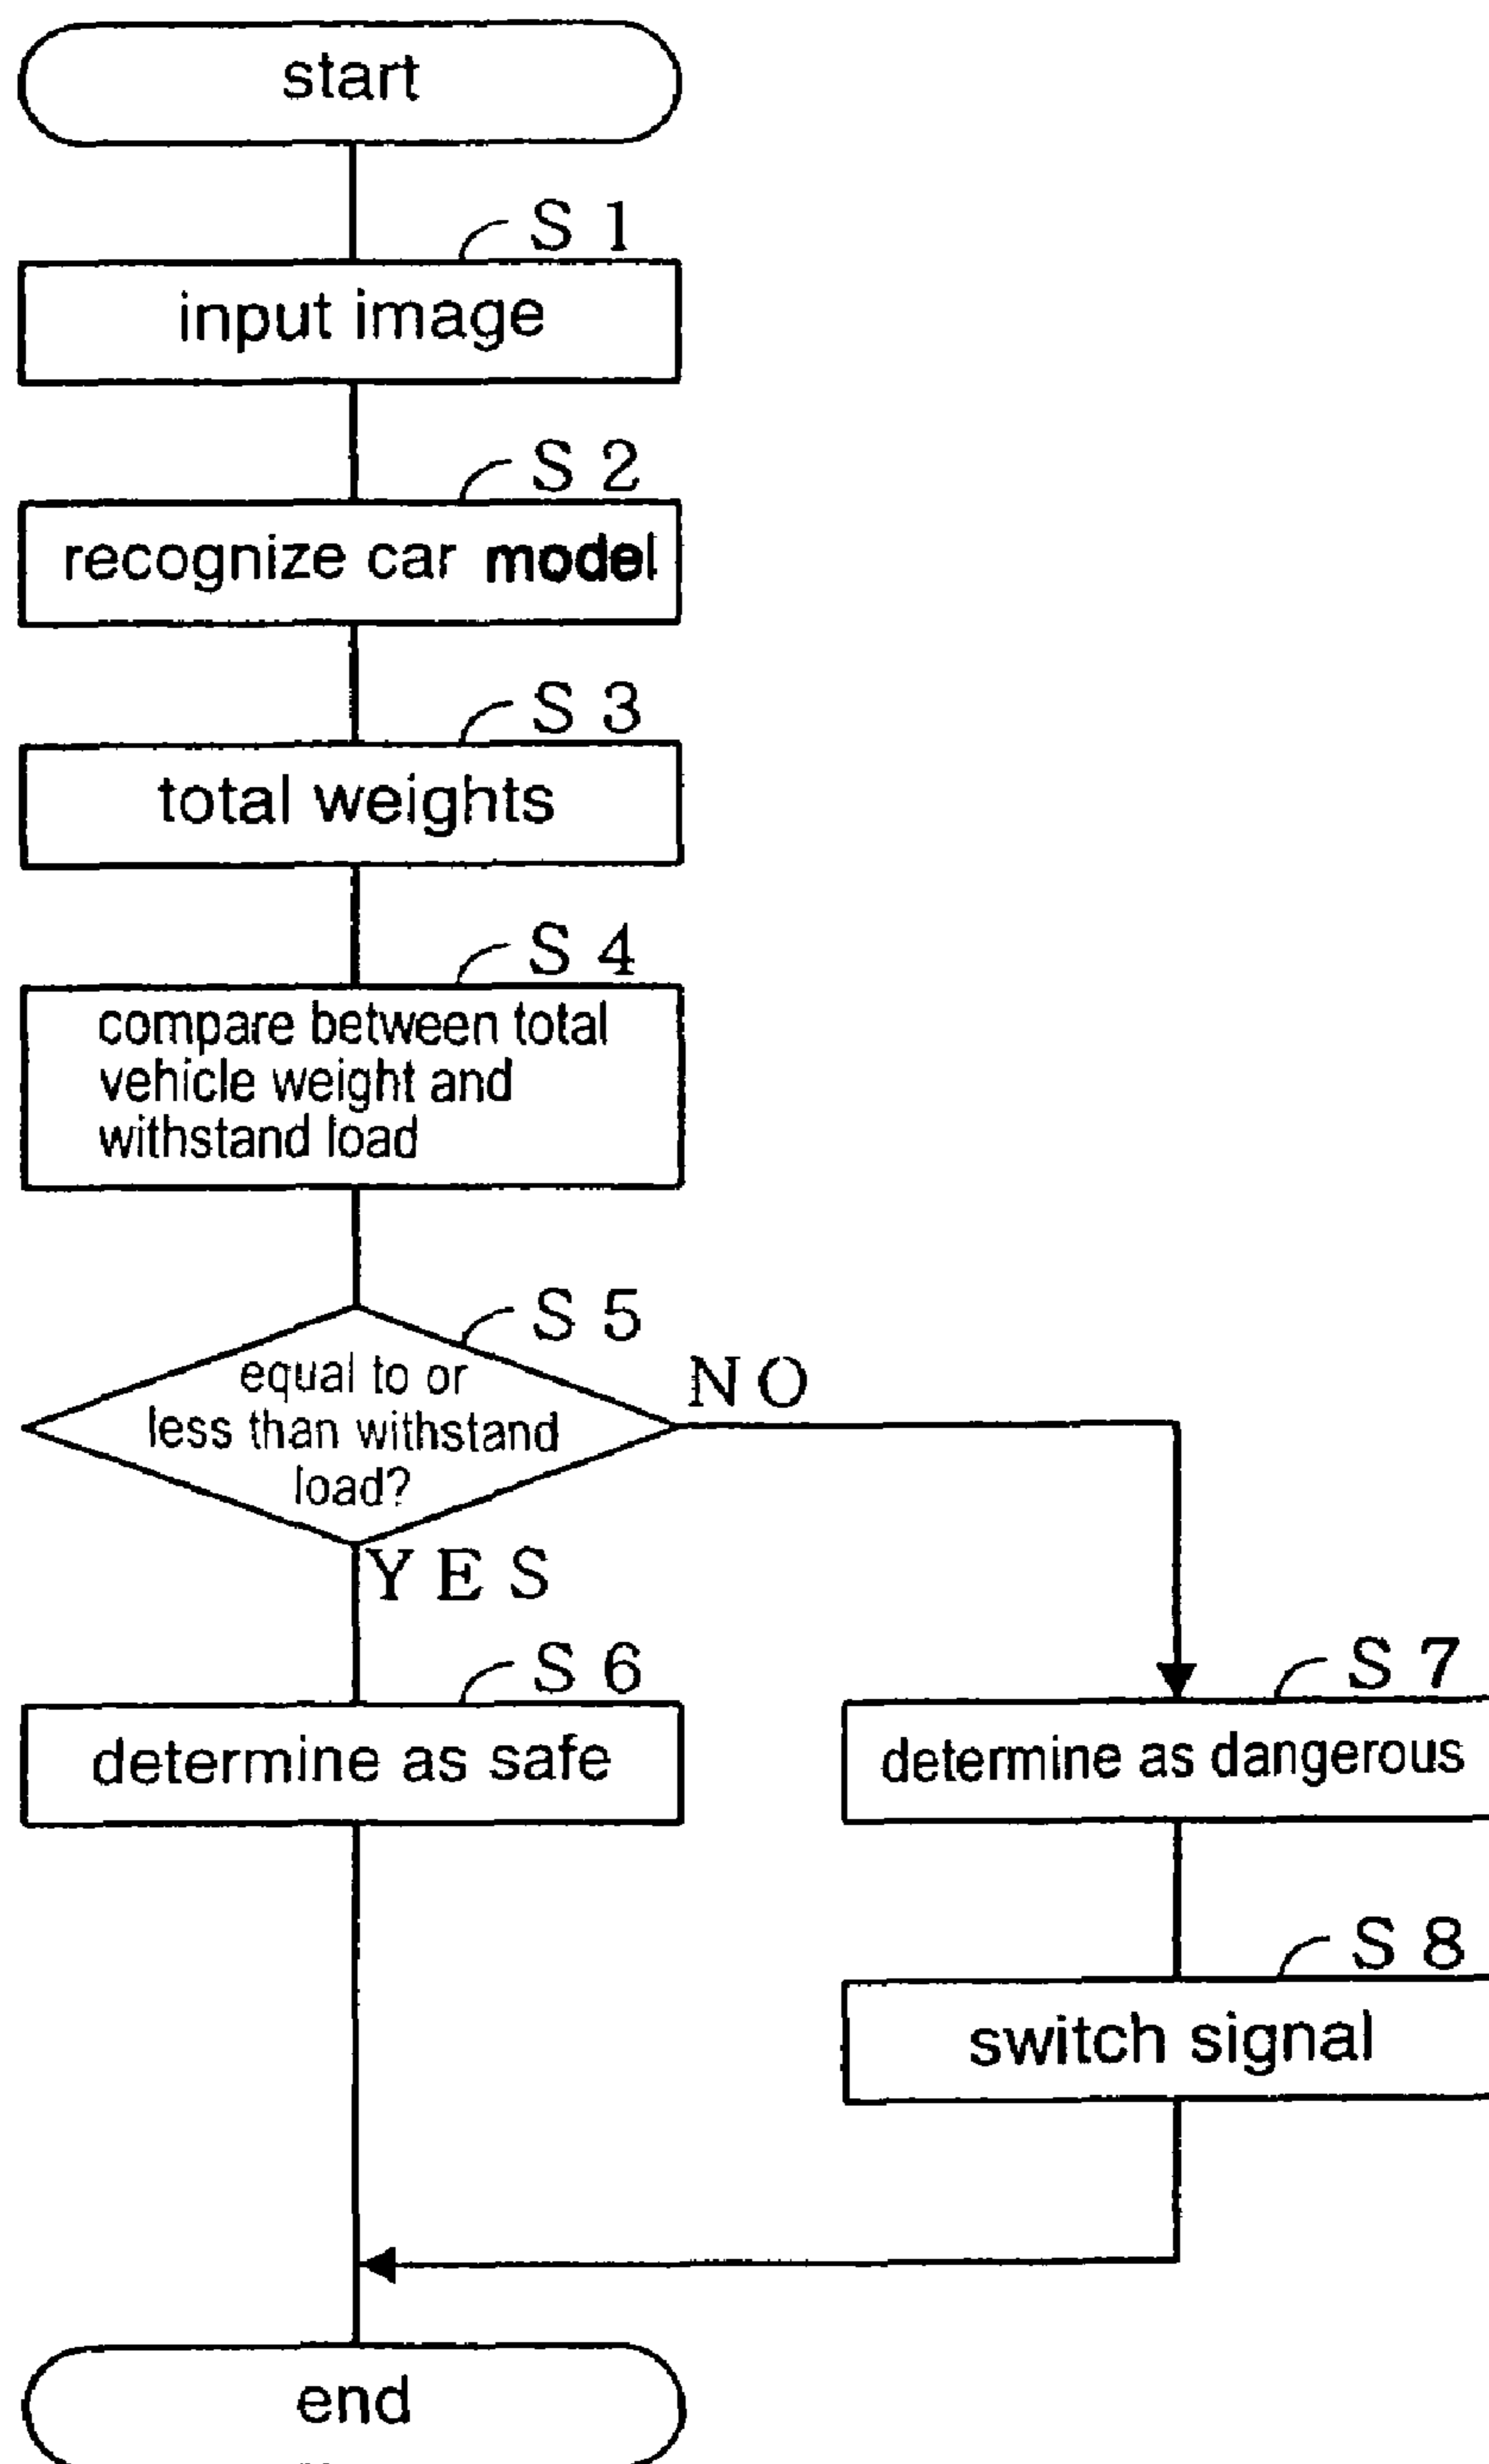 start
S 1
input image
S 2
recognize car model
S 3
total weights
S 4
compare between total
vehicle weight and
withstand load
S 5
equal to or
less than withstand
load?
NO
YES
S 6
determine as safe
S 7
determine as dangerous
S 8
switch signal
end